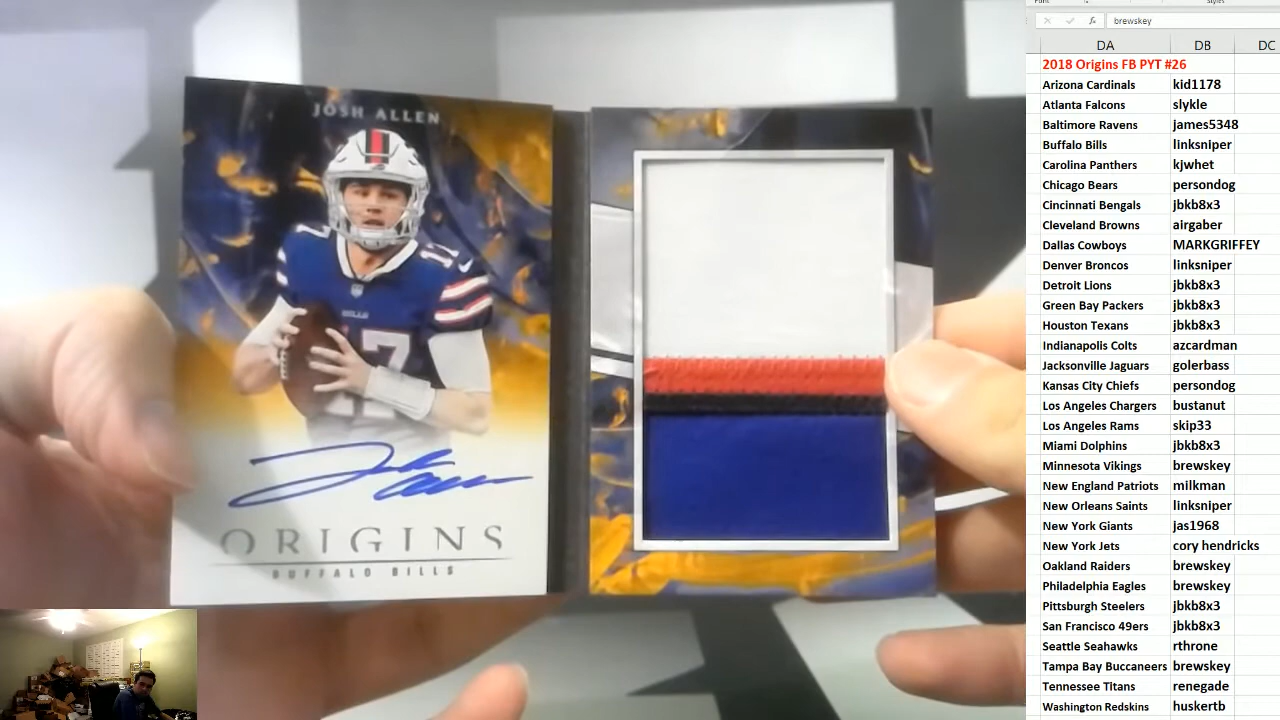 JOSH ALLEN
17
BILLS
17
ORIGINS
BUFFALO BILLS
brewskey
DA DB DC
2018 Origins FB PYT #26
Arizona Cardinals kid1178
Atlanta Falcons slykle
Baltimore Ravens james5348
Buffalo Bills linksniper
Carolina Panthers kjwhet
Chicago Bears persondog
Cincinnati Bengals jbkb8x3
Cleveland Browns airgaber
Dallas Cowboys MARKGRIFFEY
Denver Broncos linksniper
Detroit Lions jbkb8x3
Green Bay Packers jbkb8x3
Houston Texans jbkb8x3
Indianapolis Colts azcardman
Jacksonville Jaguars golerbass
Kansas City Chiefs persondog
Los Angeles Chargers bustanut
Los Angeles Rams skip33
Miami Dolphins jbkb8x3
Minnesota Vikings brewskey
New England Patriots milkman
New Orleans Saints linksniper
New York Giants jas1968
New York Jets cory hendricks
Oakland Raiders brewskey
Philadelphia Eagles brewskey
Pittsburgh Steelers jbkb8x3
San Francisco 49ers jbkb8x3
Seattle Seahawks rthrone
Tampa Bay Buccaneers brewskey
Tennessee Titans renegade
Washington Redskins huskertb